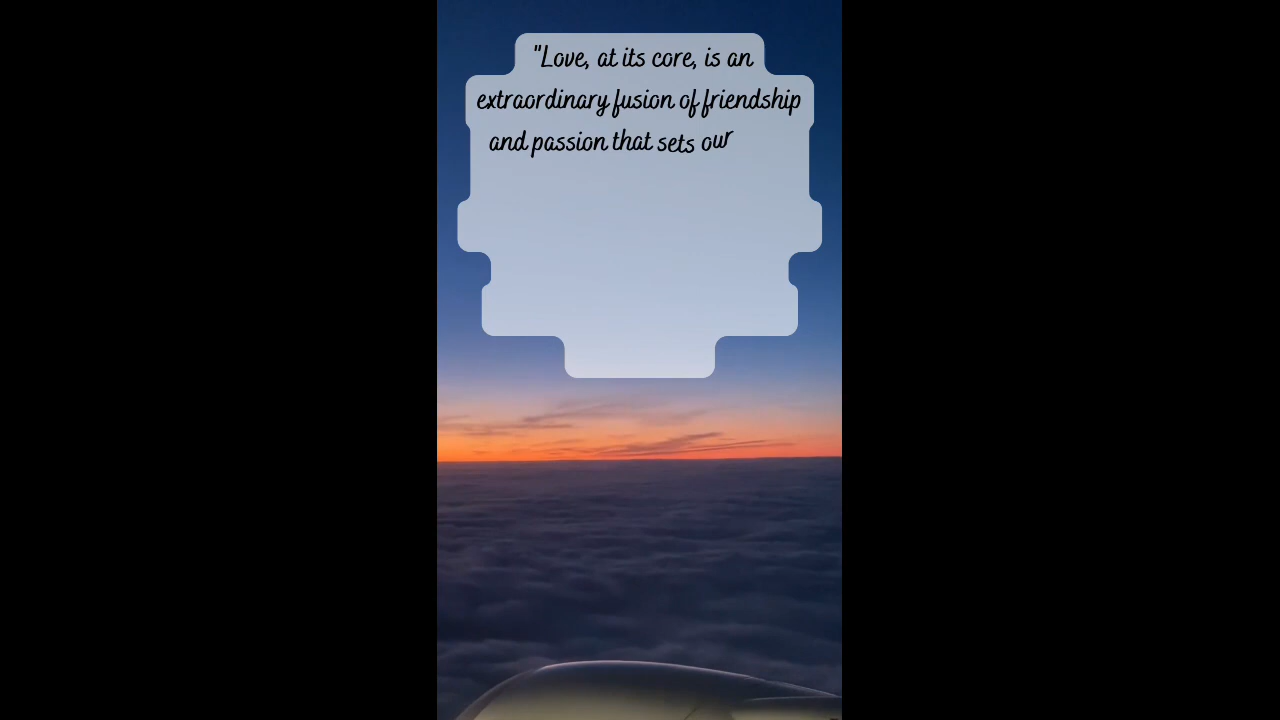 "Love, at its core, is an
extraordinary fusion of friendship
and passion that sets our